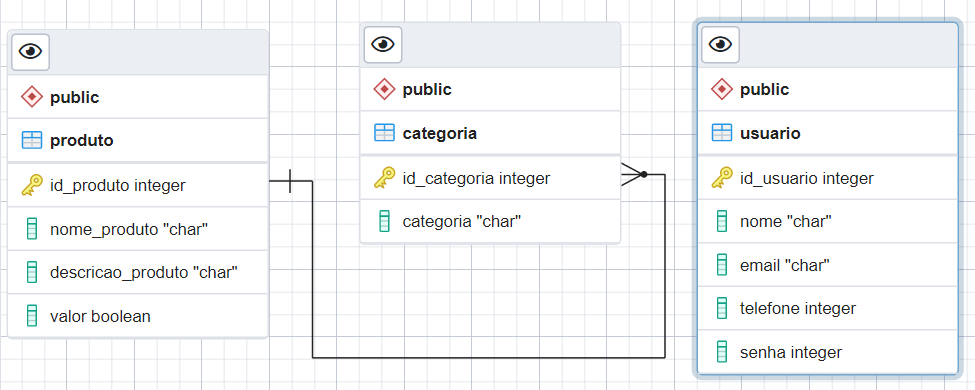 public
produto
id_produto integer
nome_produto "char"
descricao_produto "char"
valor boolean
public
categoria
id_categoria integer
categoria "char"
public
usuario
id_usuario integer
nome "char"
email "char"
telefone integer
senha integer